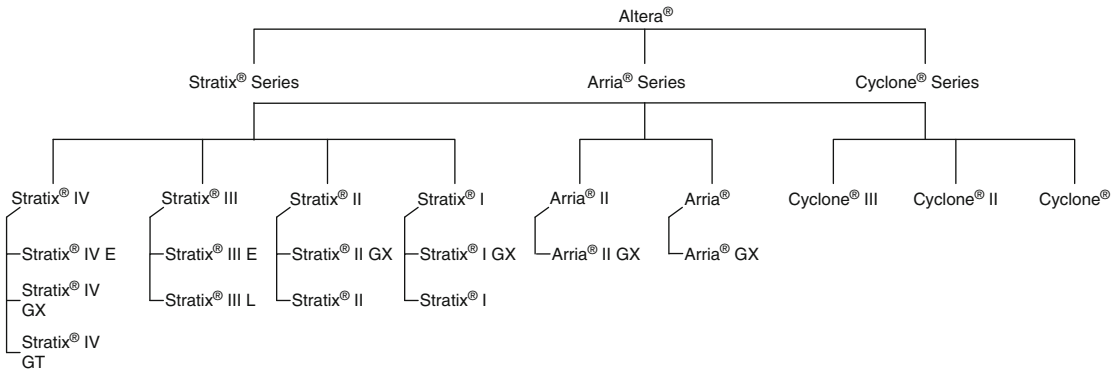 Altera®
Stratix® Series
Arria® Series
Cyclone® Series
Stratix® IV
Stratix® III
Stratix® II
Stratix® I
Arria® II
Arria®
Cyclone® III
Cyclone® II
Cyclone®
Stratix® IV E
Stratix® III E
Stratix® II GX
Stratix® I GX
Arria® II GX
Arria® GX
Stratix® IV
GX
Stratix® III L
Stratix® II
Stratix® I
Stratix® IV
GT